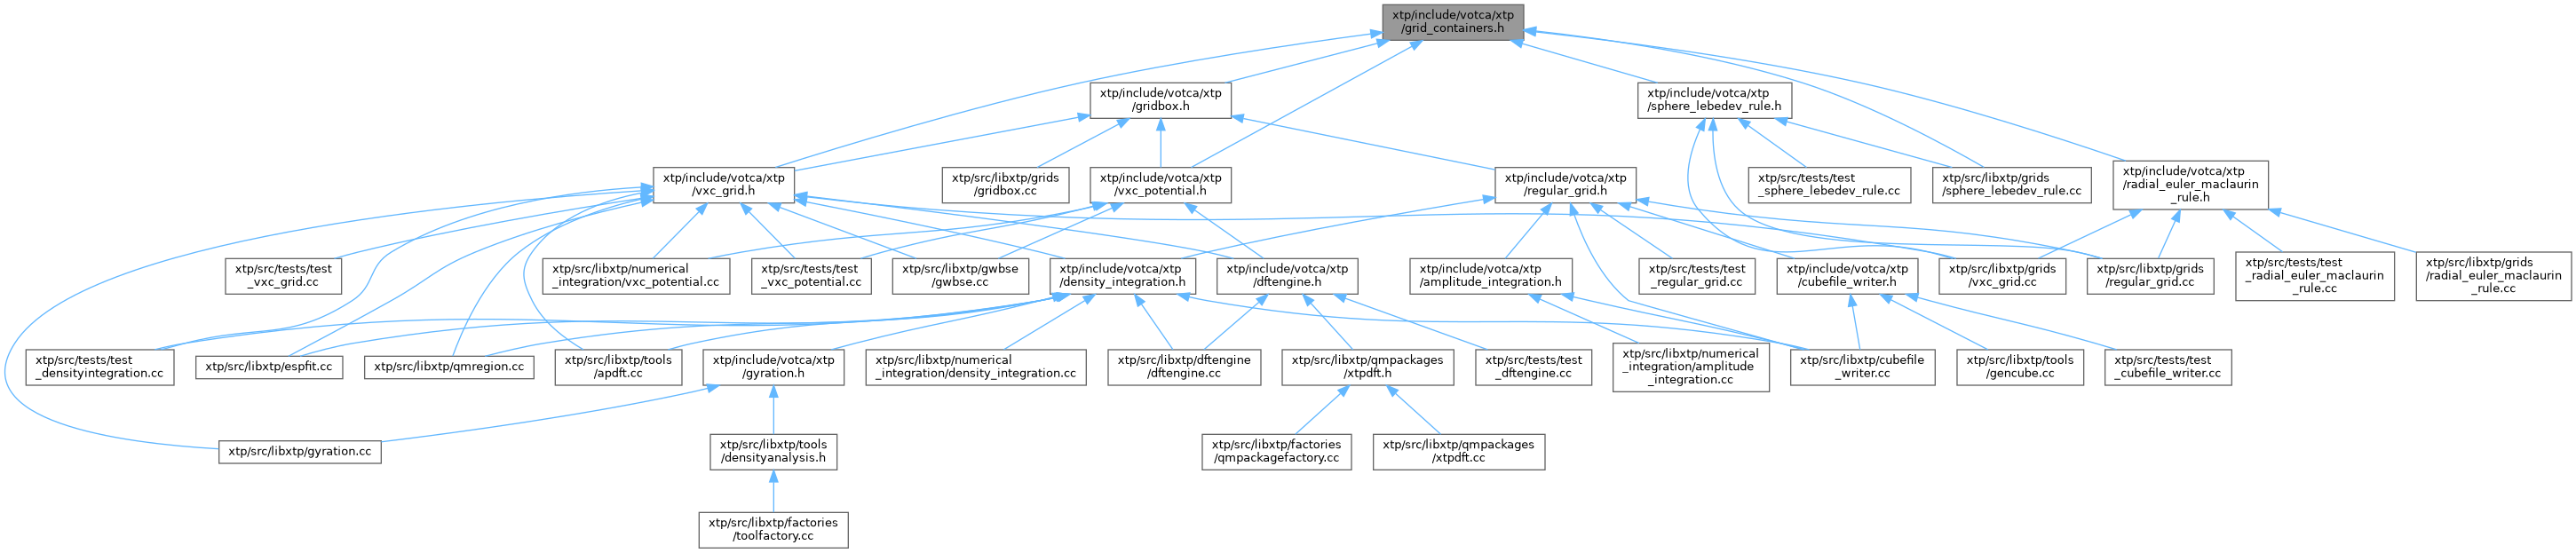 xtp/include/votca/xtp
/grid_containers.h
xtp/include/votca/xtp
/gridbox.h
xtp/include/votca/xtp
/sphere_lebedev_rule.h
xtp/include/votca/xtp
/vxc_grid.h
xtp/src/libxtp/grids
/gridbox.cc
xtp/include/votca/xtp
/vxc_potential.h
xtp/include/votca/xtp
/regular_grid.h
xtp/src/tests/test
_sphere_lebedev_rule.cc
xtp/src/libxtp/grids
/sphere_lebedev_rule.cc
xtp/include/votca/xtp
/radial_euler_maclaurin
_rule.h
xtp/src/tests/test
_vxc_grid.cc
xtp/src/libxtp/numerical
_integration/vxc_potential.cc
xtp/src/tests/test
_vxc_potential.cc
xtp/src/libxtp/gwbse
/gwbse.cc
xtp/include/votca/xtp
/density_integration.h
xtp/include/votca/xtp
/dftengine.h
xtp/include/votca/xtp
/amplitude_integration.h
xtp/src/tests/test
_regular_grid.cc
xtp/include/votca/xtp
/cubefile_writer.h
xtp/src/libxtp/grids
/vxc_grid.cc
xtp/src/libxtp/grids
/regular_grid.cc
xtp/src/tests/test
_radial_euler_maclaurin
_rule.cc
xtp/src/libxtp/grids
/radial_euler_maclaurin
_rule.cc
xtp/src/tests/test
_densityintegration.cc
xtp/src/libxtp/espfit.cc
xtp/src/libxtp/qmregion.cc
xtp/src/libxtp/tools
/apdft.cc
xtp/include/votca/xtp
/gyration.h
xtp/src/libxtp/numerical
_integration/density_integration.cc
xtp/src/libxtp/dftengine
/dftengine.cc
xtp/src/libxtp/qmpackages
/xtpdft.h
xtp/src/tests/test
_dftengine.cc
xtp/src/libxtp/numerical
_integration/amplitude
_integration.cc
xtp/src/libxtp/cubefile
_writer.cc
xtp/src/libxtp/tools
/gencube.cc
xtp/src/tests/test
_cubefile_writer.cc
xtp/src/libxtp/gyration.cc
xtp/src/libxtp/tools
/densityanalysis.h
xtp/src/libxtp/factories
/qmpackagefactory.cc
xtp/src/libxtp/qmpackages
/xtpdft.cc
xtp/src/libxtp/factories
/toolfactory.cc